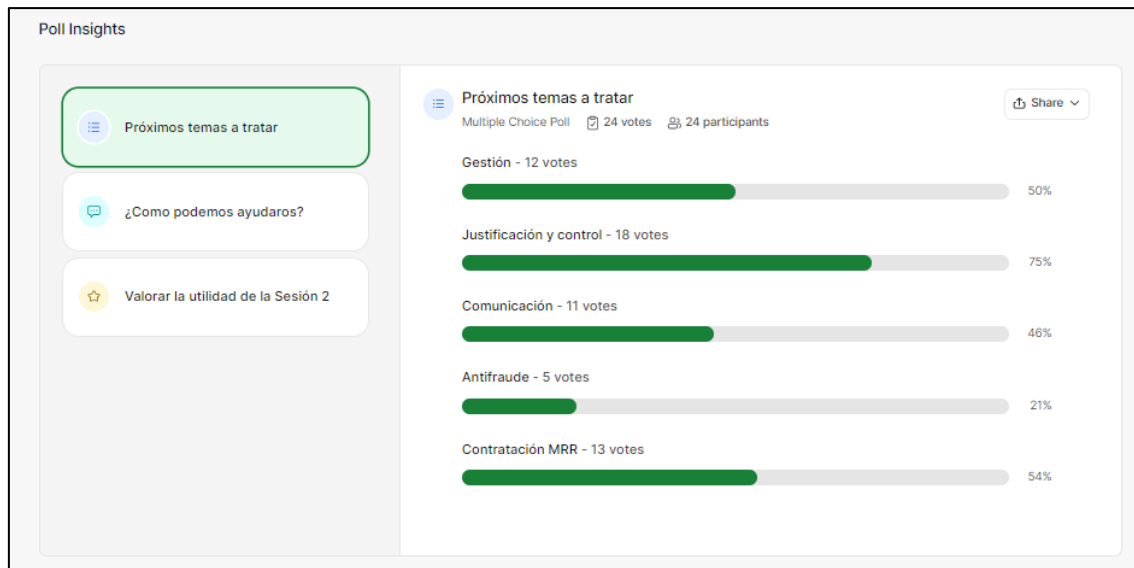 Poll Insights
Próximos temas a tratar
¿Como podemos ayudaros?
Valorar la utilidad de la Sesión 2
Próximos temas a tratar
Share
Multiple Choice Poll 24 votes 24 participants
Gestión - 12 votes
50%
Justificación y control - 18 votes
75%
Comunicación - 11 votes
46%
Antifraude - 5 votes
21%
Contratación MRR - 13 votes
54%